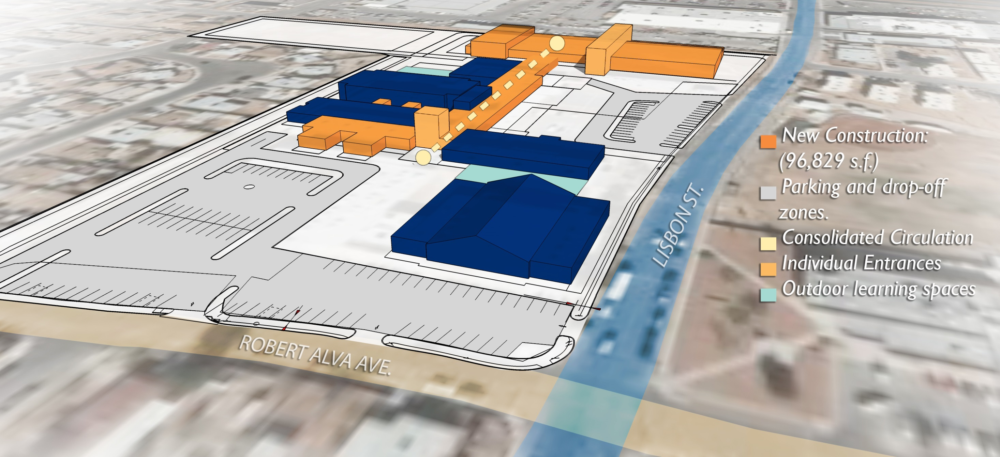 New Construction:
(96,829 s.f.)
Parking and drop-off
zones.
Consolidated Circulation
Individual Entrances
Outdoor learning spaces
LISBON ST.
ROBERT ALVA AVE.